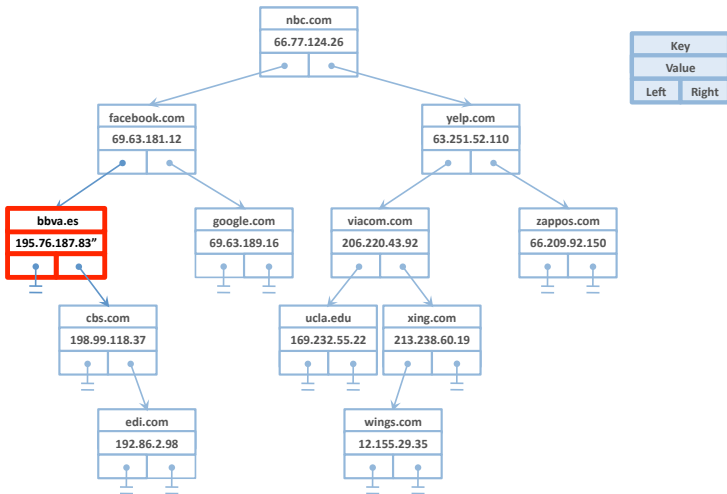 nbc.com
66.77.124.26
Key
Value
Left Right
facebook.com
69.63.181.12
yelp.com
63.251.52.110
bbva.es
195.76.187.83”
google.com
69.63.189.16
viacom.com
206.220.43.92
zappos.com
66.209.92.150
cbs.com
198.99.118.37
ucla.edu
169.232.55.22
xing.com
213.238.60.19
edi.com
192.86.2.98
wings.com
12.155.29.35